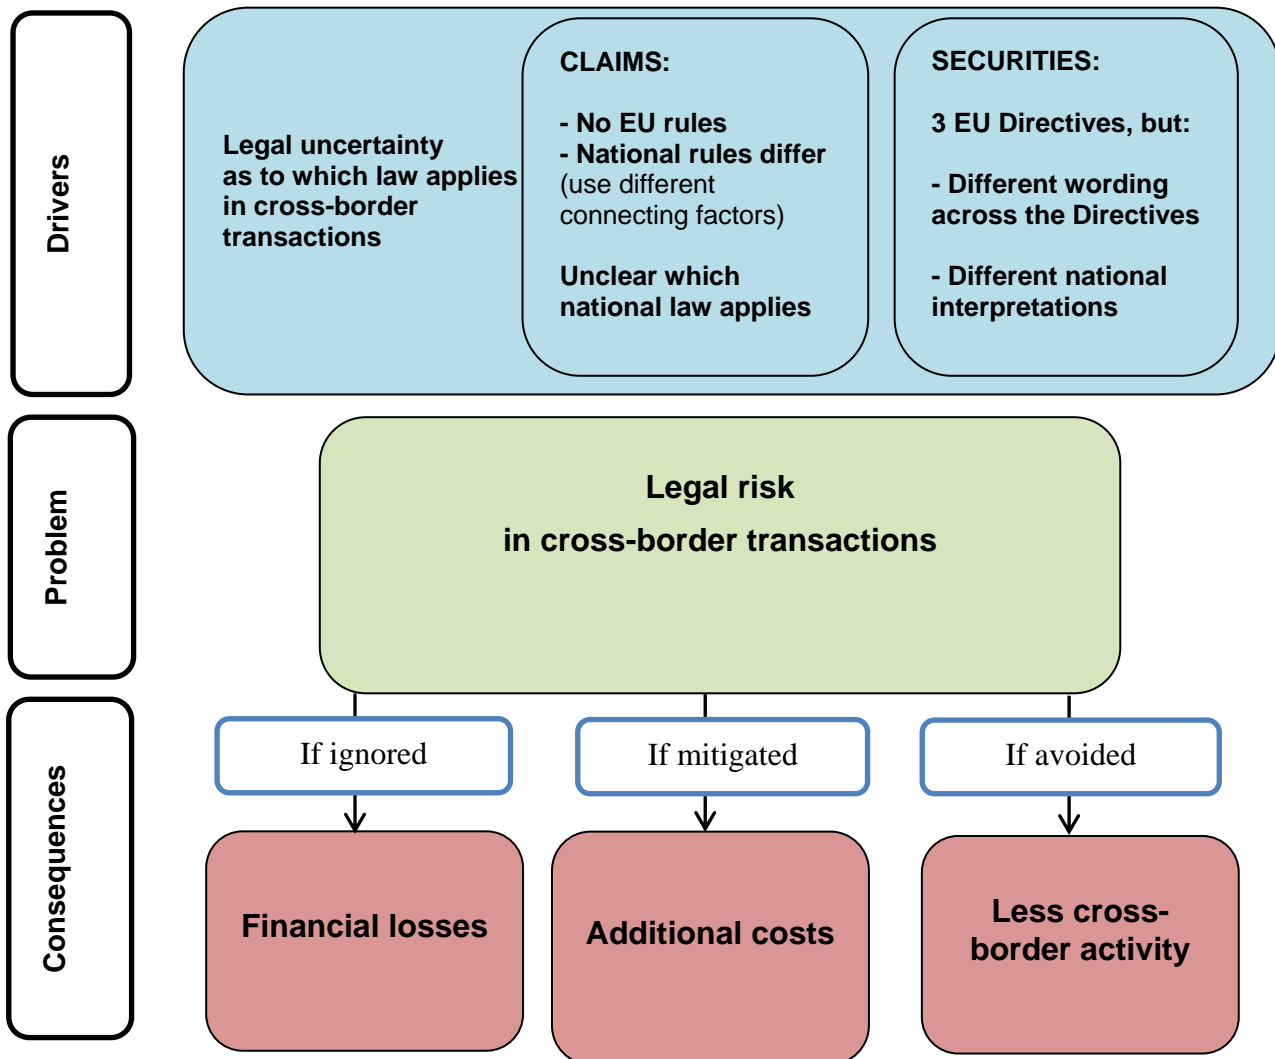 Drivers
Legal uncertainty
as to which law applies
in cross-border
transactions
CLAIMS:
- No EU rules
- National rules differ
(use different
connecting factors)
Unclear which
national law applies
SECURITIES:
3 EU Directives, but:
- Different wording
across the Directives
- Different national
interpretations
Problem
Legal risk
in cross-border transactions
Consequences
If ignored
If mitigated
If avoided
Financial losses
Additional costs
Less cross-
border activity